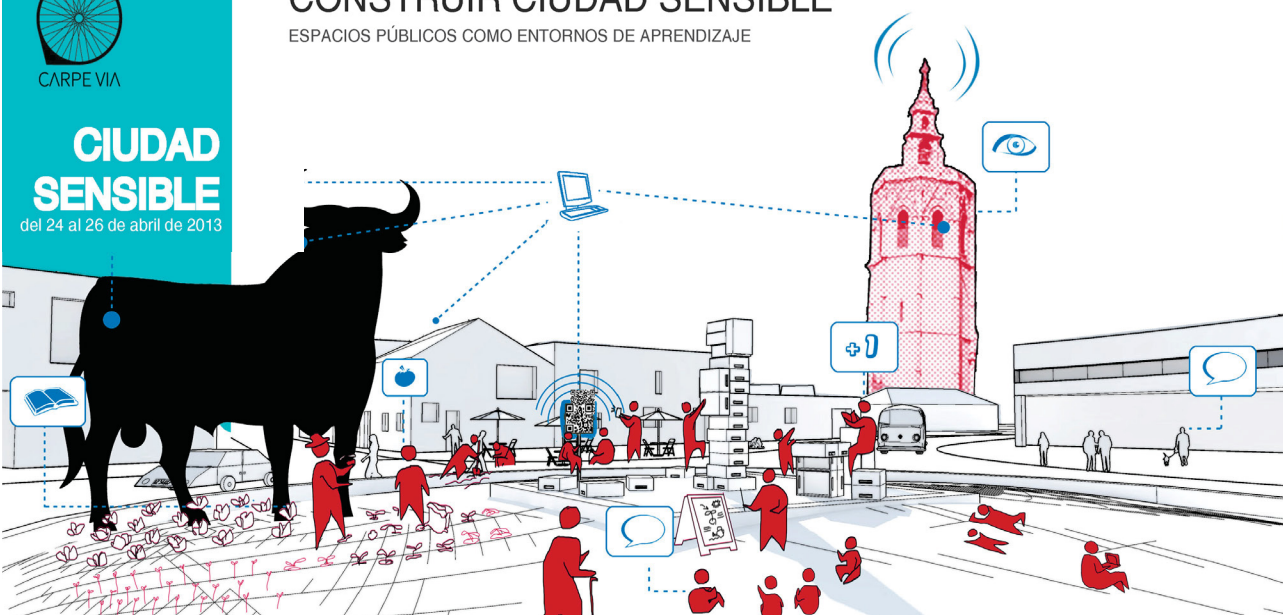 CONSTRUIR CIUDAD SENSIBLE
ESPACIOS PÚBLICOS COMO ENTORNOS DE APRENDIZAJE
CARPE VIA
CIUDAD
SENSIBLE
del 24 al 26 de abril de 2013
+1